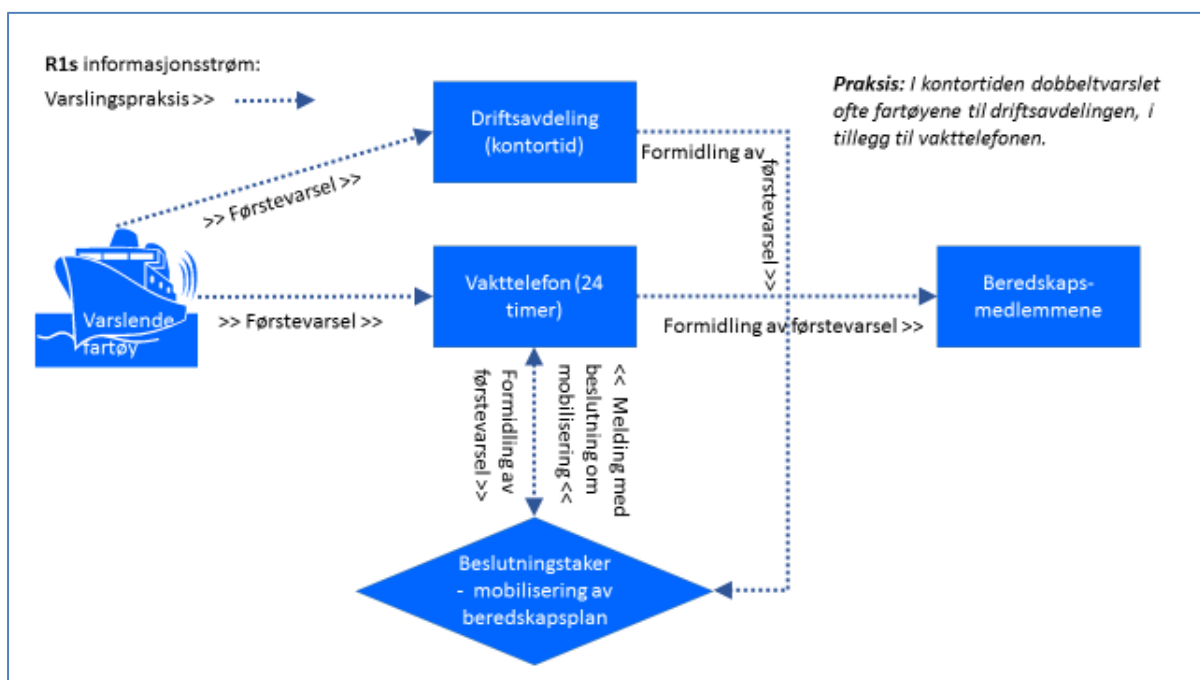 R1s informasjonsstrøm:
Varslingspraksis >>
Praksis: I kontortiden dobbeltvarslet
ofte fartøyene til driftsavdelingen, i
tillegg til vakttelefonen.
Driftsavdeling
(kontortid)
Formidling av
førstevarsel >>
>> Førstevarsel >>
Varslende
fartøy
>> Førstevarsel >>
Vakttelefon (24
timer)
Formidling av førstevarsel >>
Beredskaps-
medlemmene
Formidling av
førstevarsel >>
<< Melding med
beslutning om
mobilisering <<
Beslutningstaker
- mobilisering av
beredskapsplan